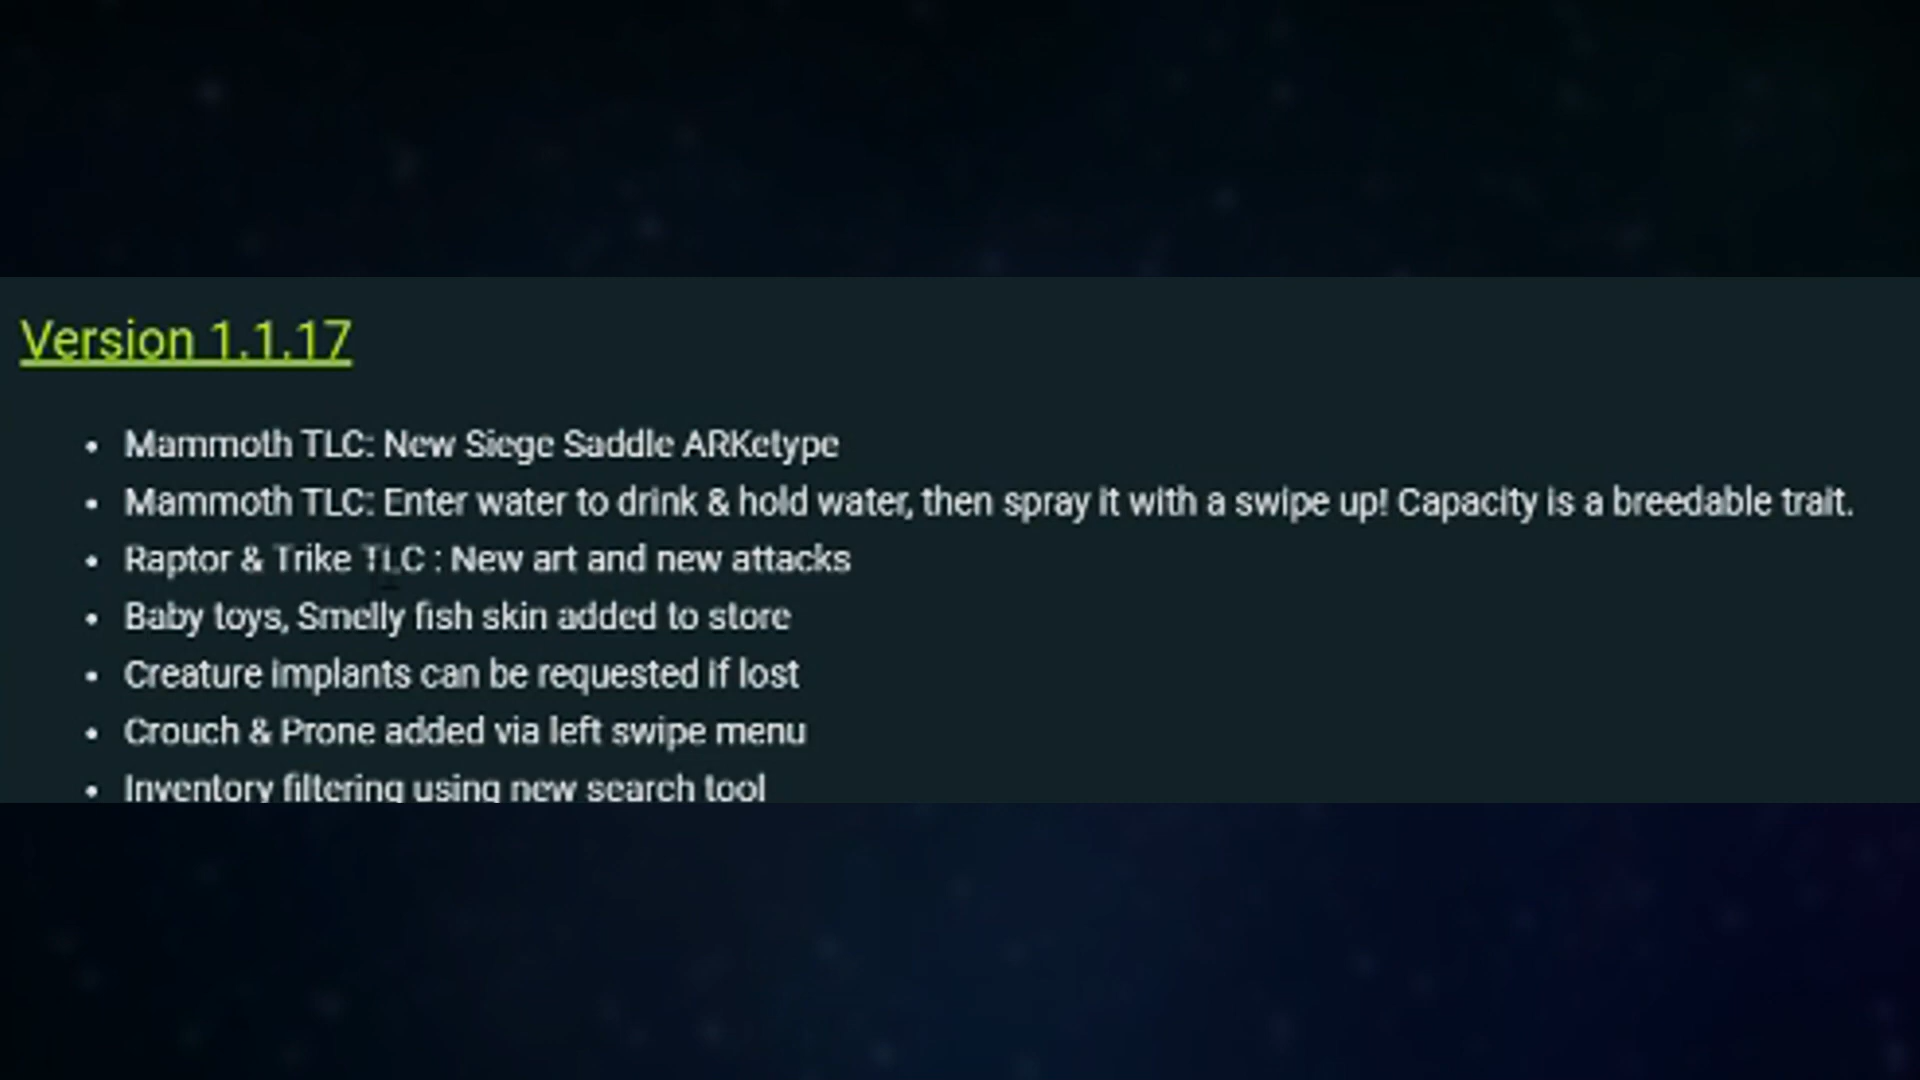 Version 1.1.17
• Mammoth TLC: New Siege Saddle ARKetype
• Mammoth TLC: Enter water to drink & hold water, then spray it with a swipe up! Capacity is a breedable trait.
• Raptor & Trike TLC : New art and new attacks
• Baby toys, Smelly fish skin added to store
• Creature implants can be requested if lost
• Crouch & Prone added via left swipe menu
• Inventory filtering using new search tool